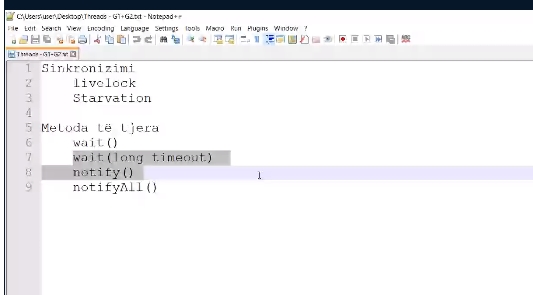 C:\Users\user\Desktop\Threads - G1+G2.txt - Notepad++
File Edit Search View Encoding Language Settings Tools Macro Run Plugins Window ?
Threads - G1+G2.txt
1 Sinkronizimi
2 livelock
3 Starvation
4
5 Metoda të tjera
6 wait()
7 wait(long timeout)
8 notify()
9 notifyAll()